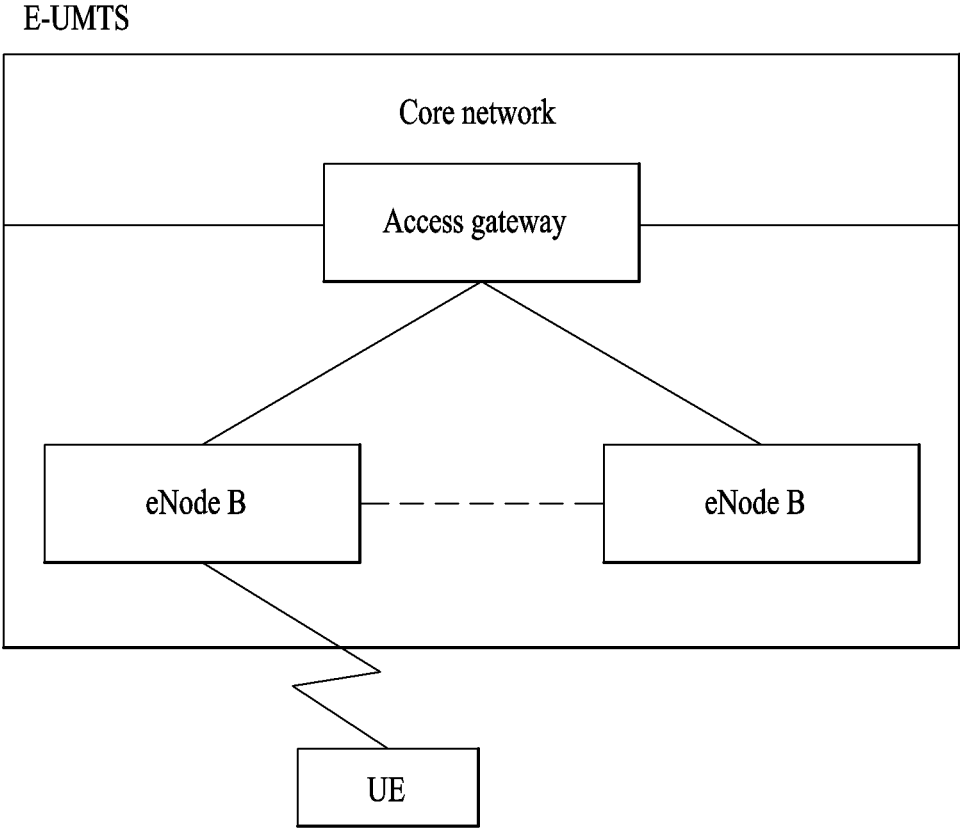 E-UMTS
Core network
Access gateway
eNode B
eNode B
UE